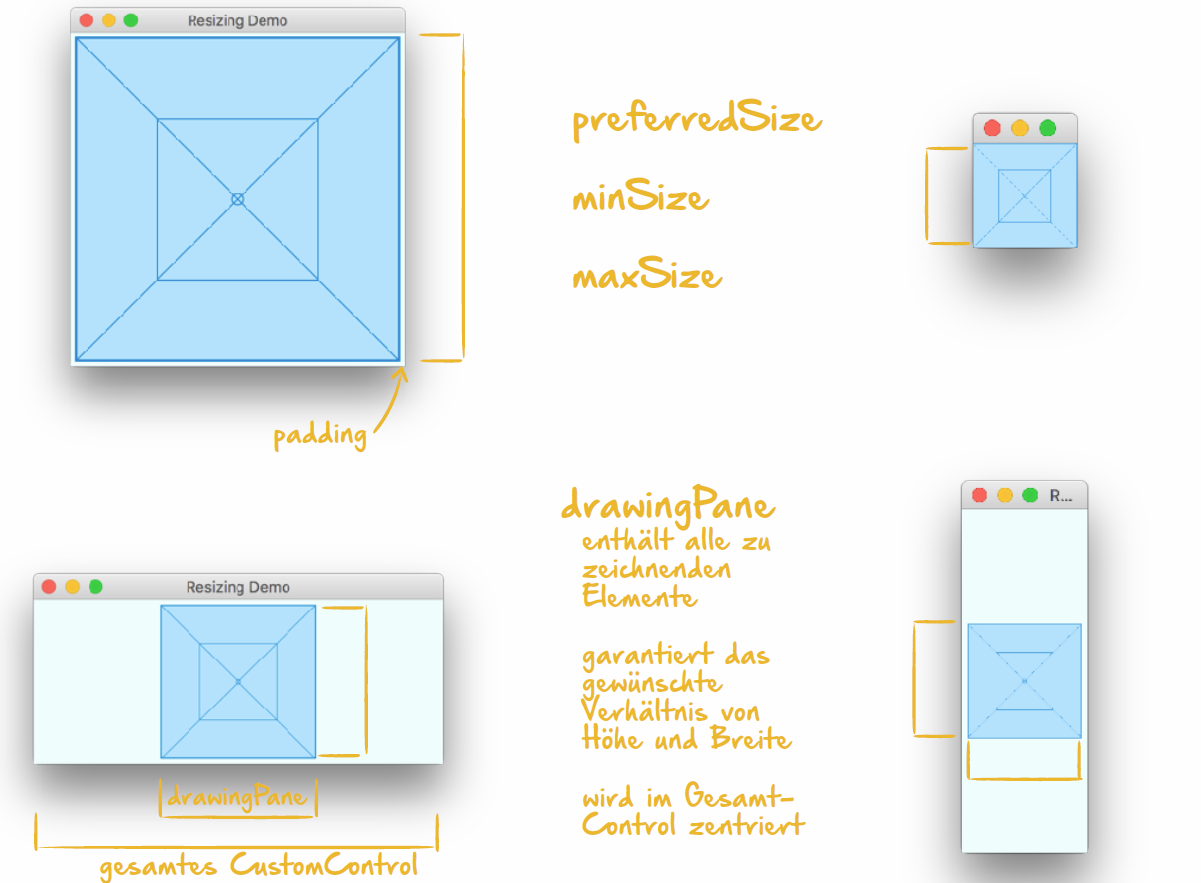 Resizing Demo
preferredSize
minSize
maxSize
padding
drawingPane
enthält alle zu
zeichnenden
Elemente
garantiert das
gewünschte
Verhältnis von
Höhe und Breite
wird im Gesamt-
Control zentriert
Resizing Demo
drawingPane
gesamtes CustomControl
R...